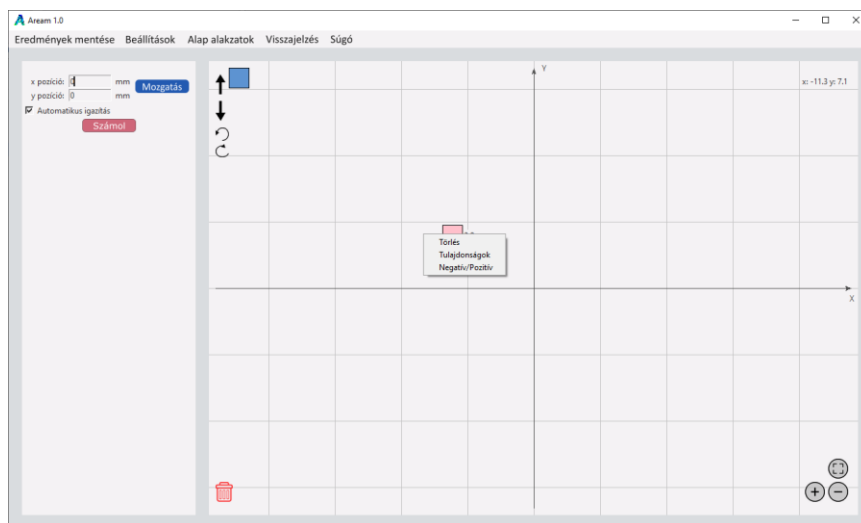 Aream 1.0
Eredmények mentése Beállítások Alap alakzatok Visszajelzés Súgó
x pozíció: 0 mm Mozgatás
y pozíció: 0 mm
Automatikus igazítás
Számol
Y
x: -11.3 y: 7.1
Törlés
Tulajdonságok
Negatív/Pozitív
X